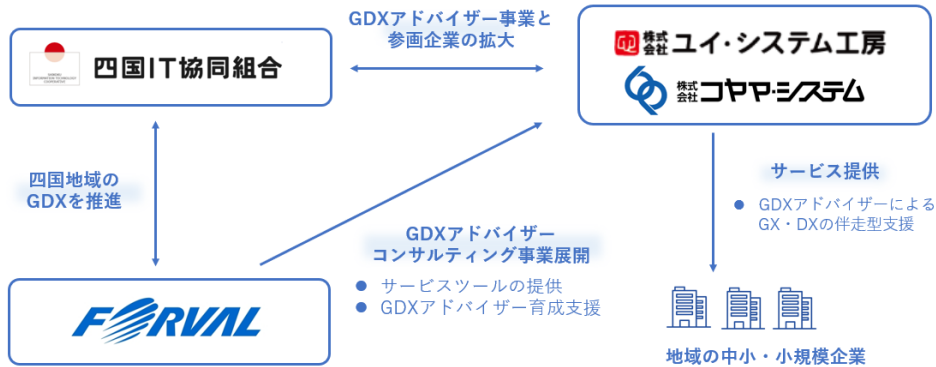 GDXアドバイザー事業と
参画企業の拡大
四国IT協同組合
株式
会社 ユイ・システム工房
株式
会社 コヤマ・システム
四国地域の
GDXを推進
サービス提供
● GDXアドバイザーによる
GX・DXの伴走型支援
GDXアドバイザー
コンサルティング事業展開
● サービスツールの提供
● GDXアドバイザー育成支援
FORVAL
地域の中小・小規模企業